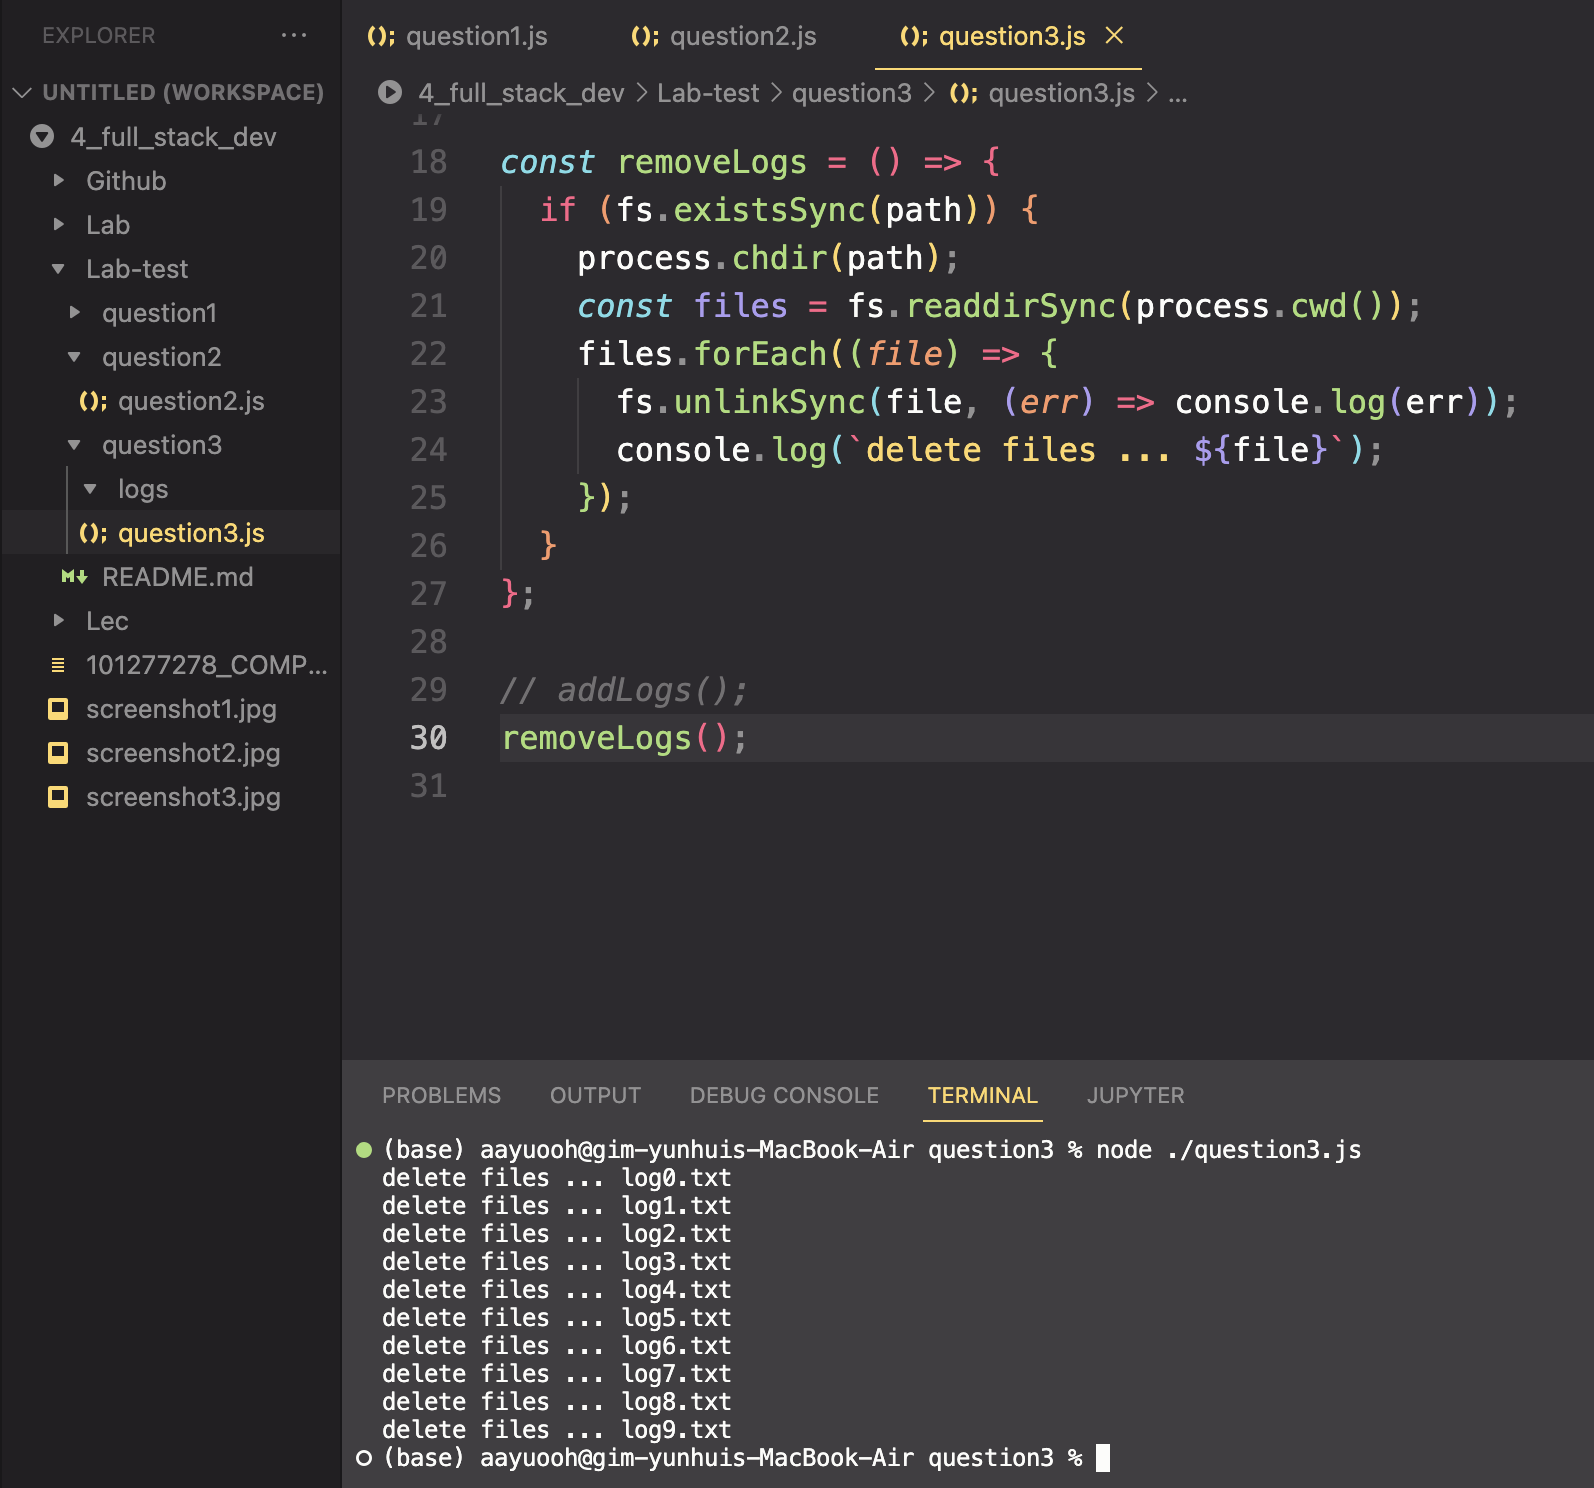 EXPLORER ...
UNTITLED (WORKSPACE)
4_full_stack_dev
Github
Lab
Lab-test
question1
question2
question2.js
question3
logs
question3.js
README.md
Lec
101277278_COMP...
screenshot1.jpg
screenshot2.jpg
screenshot3.jpg
question1.js question2.js question3.js
4_full_stack_dev > Lab-test > question3 > question3.js > ...
17
18 const removeLogs = () => {
19 if (fs.existsSync(path)) {
20 process.chdir(path);
21 const files = fs.readdirSync(process.cwd());
22 files.forEach((file) => {
23 fs.unlinkSync(file, (err) => console.log(err));
24 console.log(`delete files ... ${file}`);
25 });
26 }
27 };
28
29 // addLogs();
30 removeLogs();
31
PROBLEMS OUTPUT DEBUG CONSOLE TERMINAL JUPYTER
(base) aayuooh@gim-yunhuis-MacBook-Air question3 % node ./question3.js
delete files ... log0.txt
delete files ... log1.txt
delete files ... log2.txt
delete files ... log3.txt
delete files ... log4.txt
delete files ... log5.txt
delete files ... log6.txt
delete files ... log7.txt
delete files ... log8.txt
delete files ... log9.txt
(base) aayuooh@gim-yunhuis-MacBook-Air question3 %